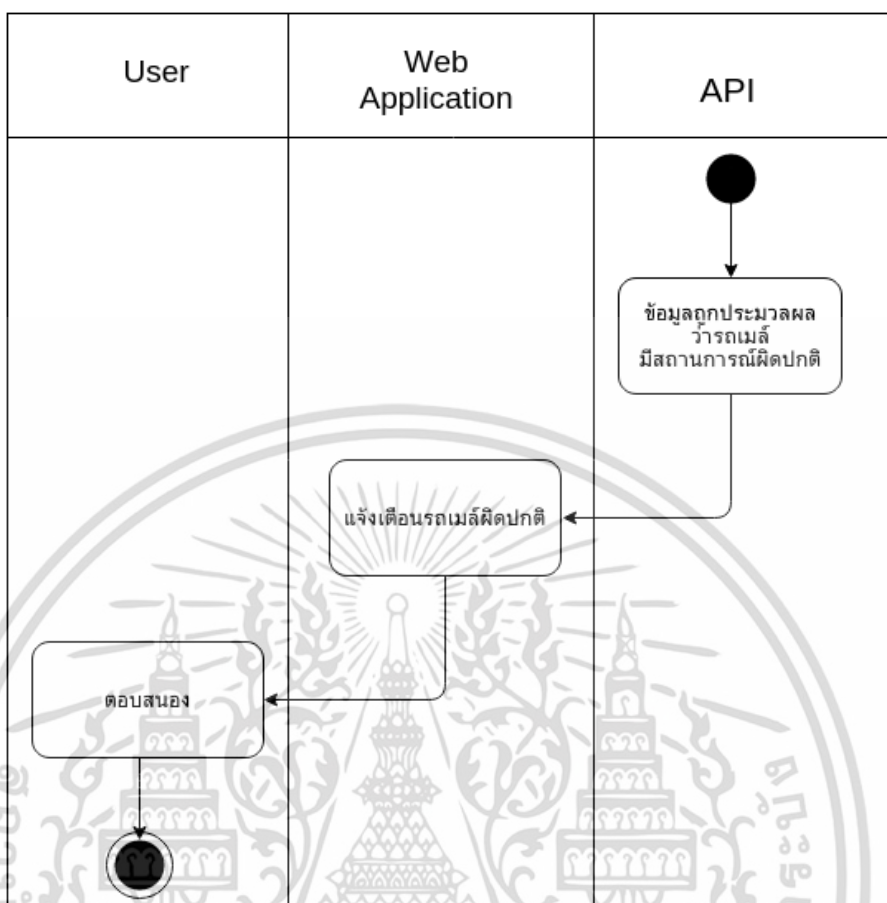 User
Web
Application
API
ข้อมูลถูกประมวลผล
ว่ารถเมล์
มีสถานการณ์ผิดปกติ
แจ้งเตือนรถเมล์ผิดปกติ
ตอบสนอง